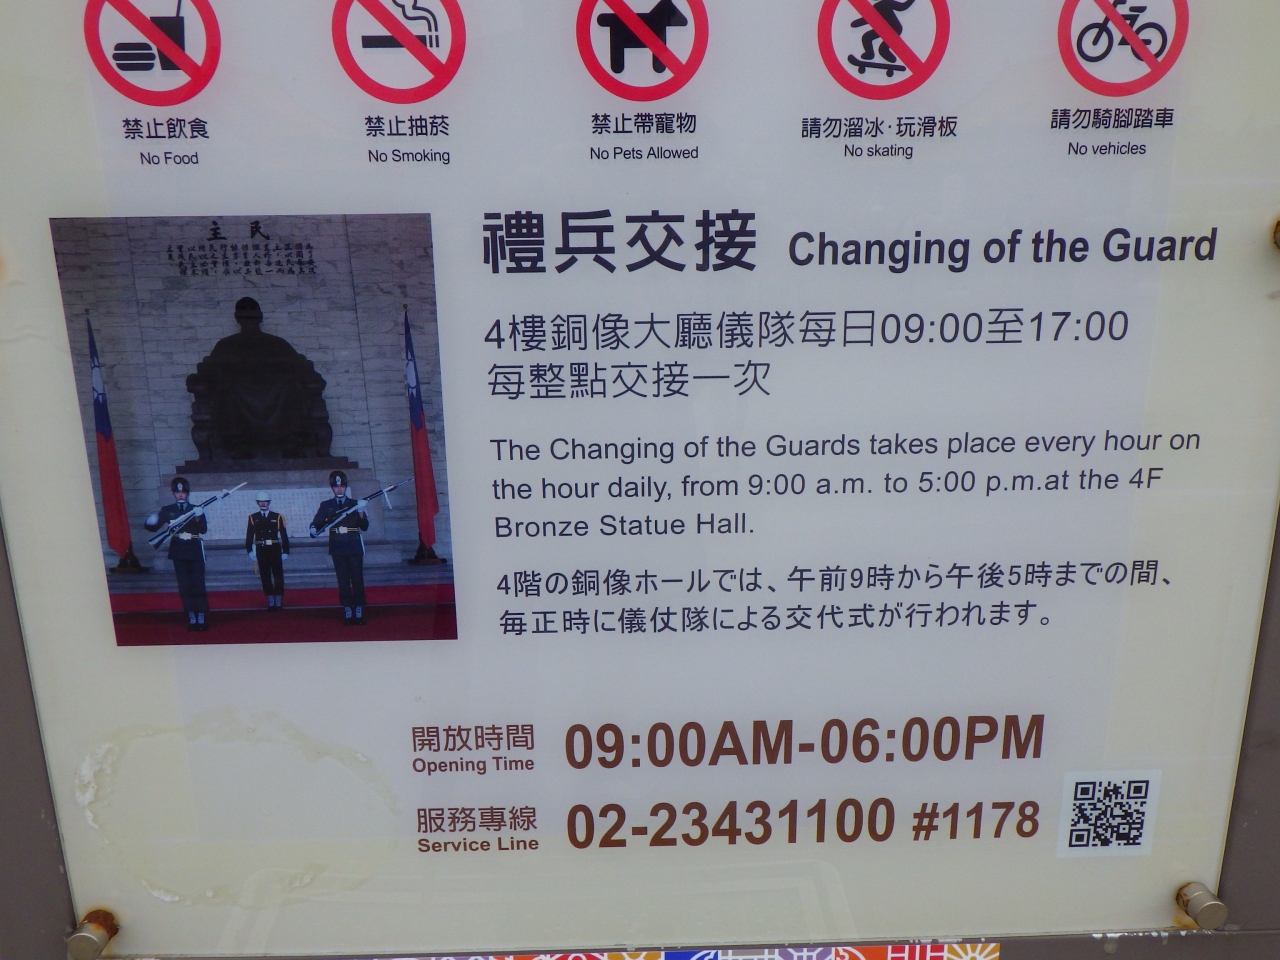 禁止飲食
No Food
禁止抽菸
No Smoking
禁止帶寵物
No Pets Allowed
請勿溜冰·玩滑板
No skating
請勿騎腳踏車
No vehicles
民主
禮兵交接 Changing of the Guard
4樓銅像大廳儀隊每日09:00至17:00
每整點交接一次
The Changing of the Guards takes place every hour on
the hour daily, from 9:00 a.m. to 5:00 p.m.at the 4F
Bronze Statue Hall.
4階の銅像ホールでは、午前9時から午後5時までの間、
毎正時に儀仗隊による交代式が行われます。
開放時間 09:00AM-06:00PM
Opening Time
服務專線 02-23431100 #1178
Service Line